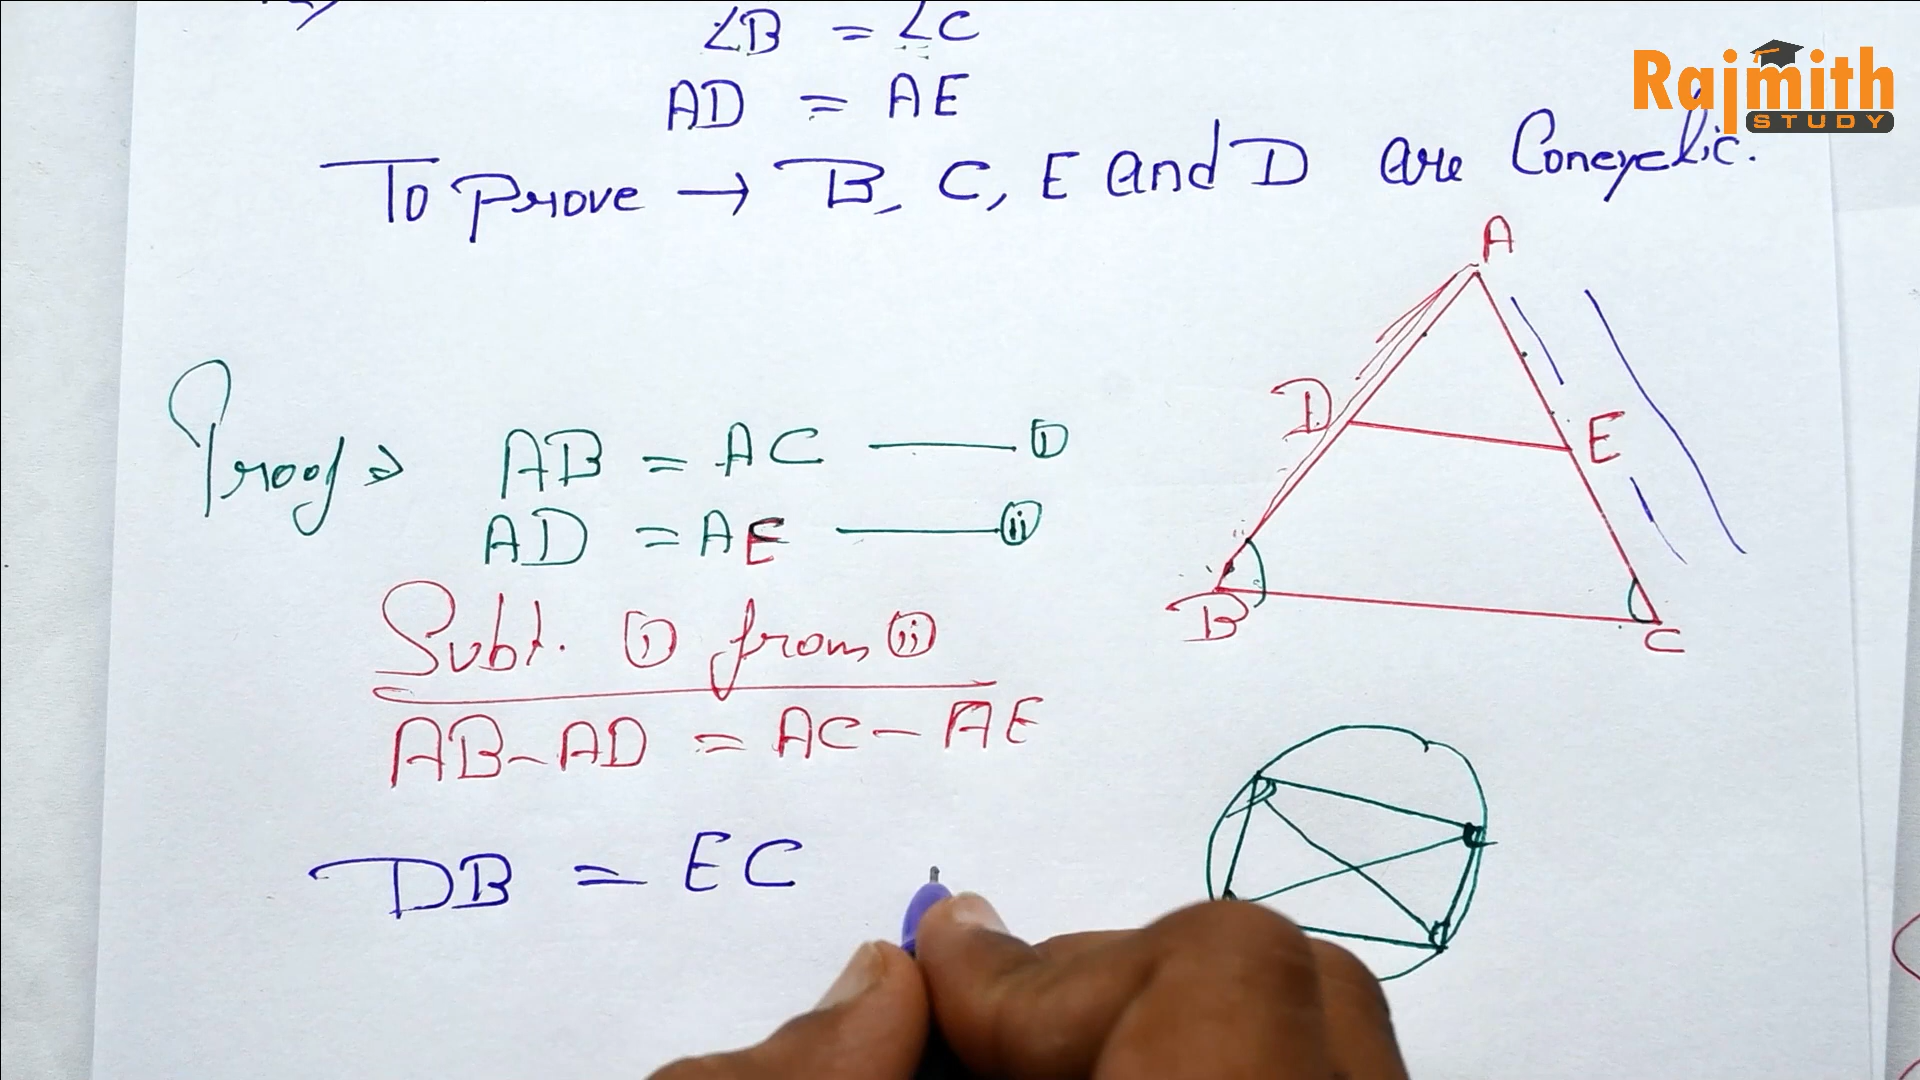 ∠B = ∠C
AD = AE
Rajmith
STUDY
To Prove → B, C, E and D are Concyclic.
A
D
E
B
C
Proof ⇒ AB = AC —— ⓘ
AD = AE —— ⓘⓘ
Subt. ⓘ from ⓘⓘ
AB - AD = AC - AE
DB = EC